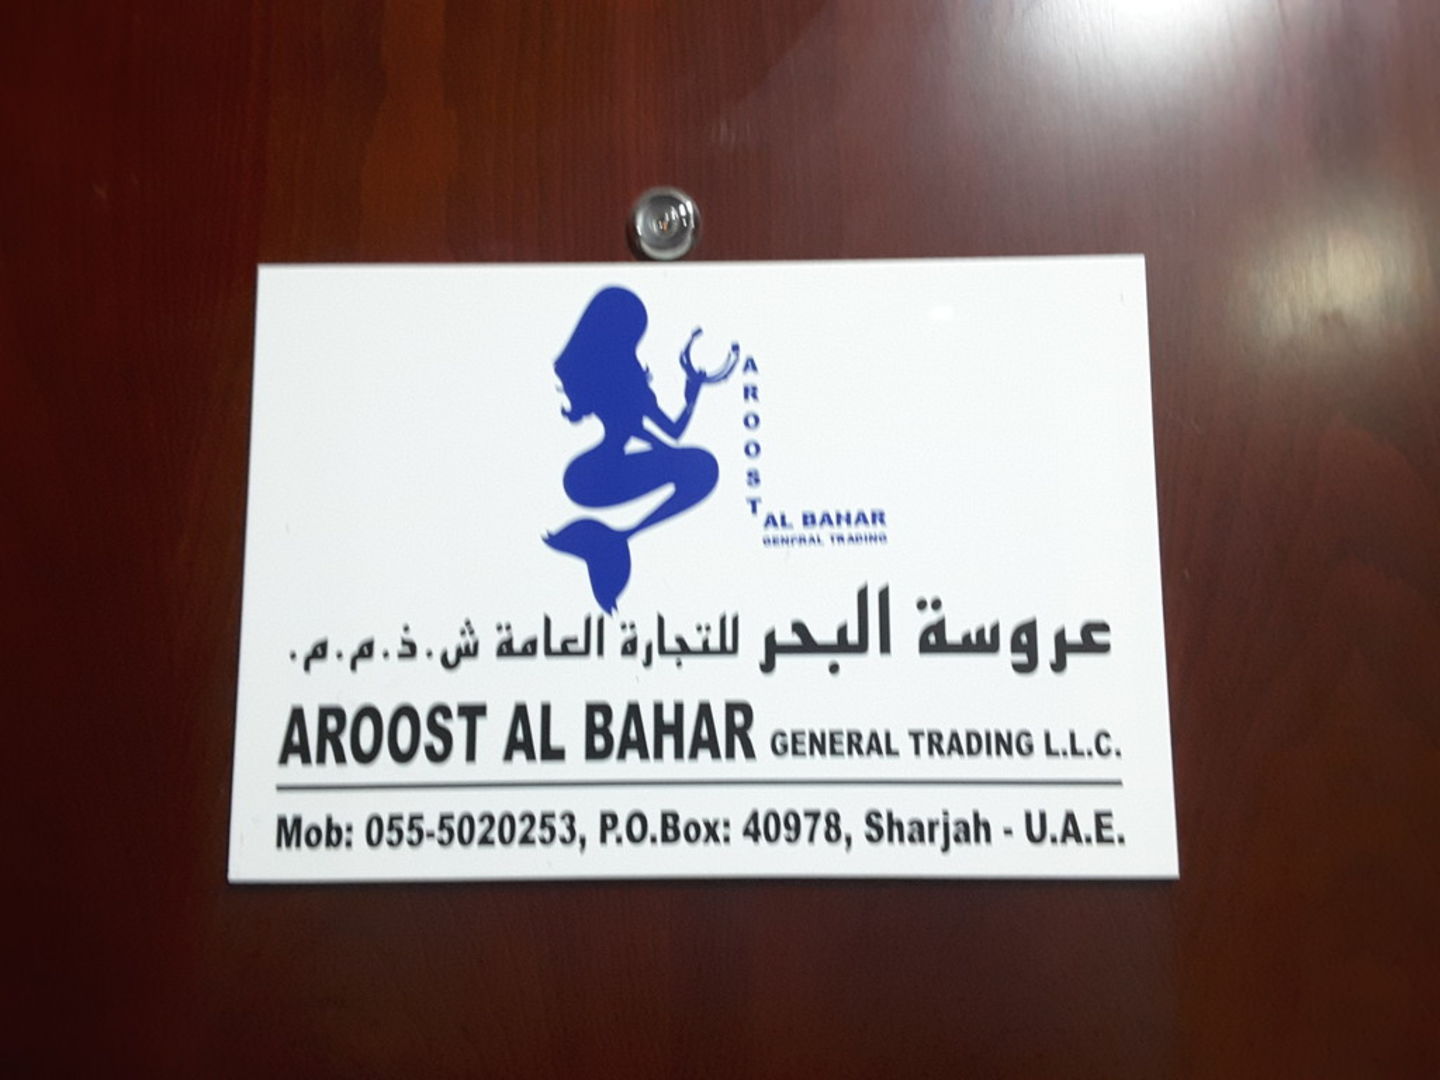 AROOST
AL BAHAR
GENERAL TRADING
عروسة البحر للتجارة العامة ش.ذ.م.م.
AROOST AL BAHAR GENERAL TRADING L.L.C.
Mob: 055-5020253, P.O.Box: 40978, Sharjah - U.A.E.